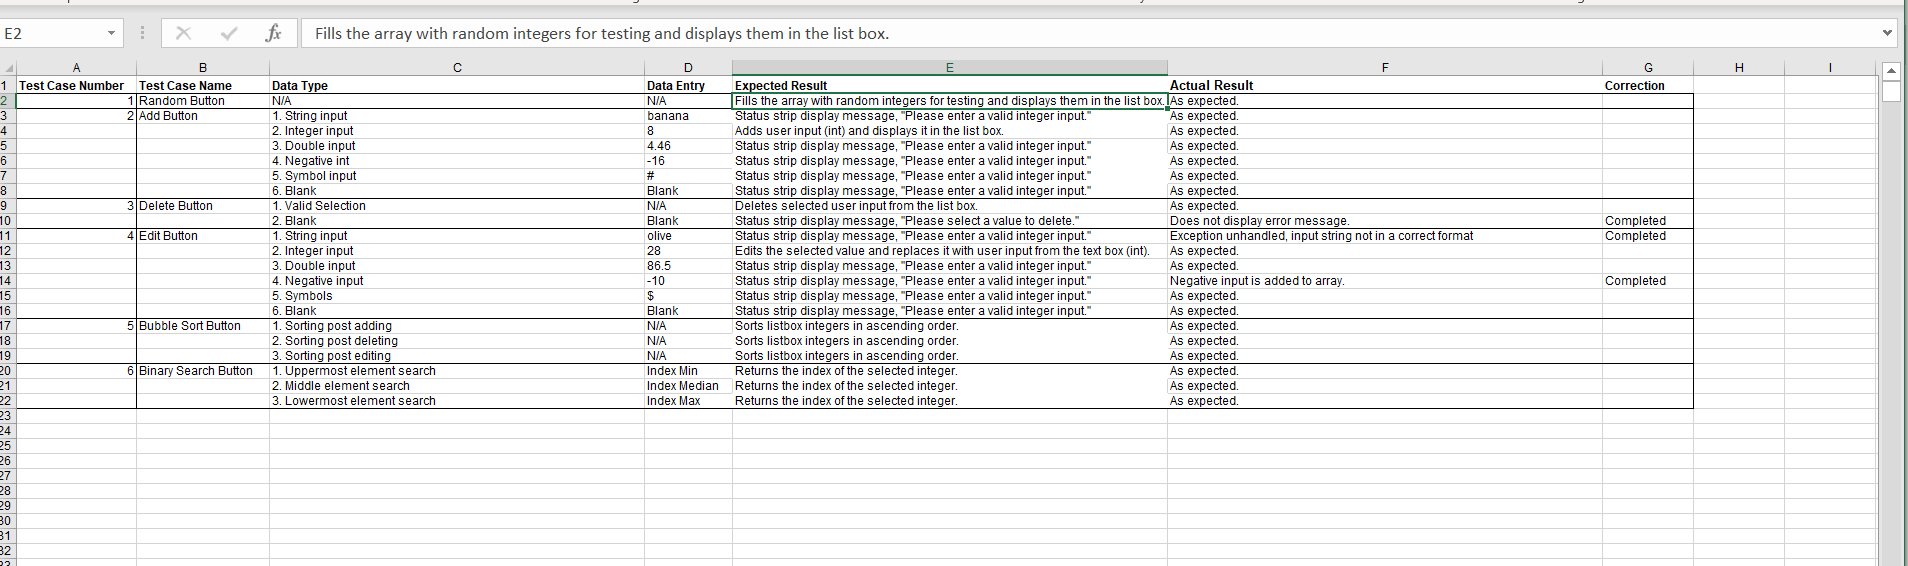 E2 fx Fills the array with random integers for testing and displays them in the list box.
A B C D E F G H I
1 Test Case Number Test Case Name Data Type Data Entry Expected Result Actual Result Correction
2 1 Random Button N/A N/A Fills the array with random integers for testing and displays them in the list box. As expected.
3 2 Add Button 1. String input banana Status strip display message, "Please enter a valid integer input." As expected.
4 2. Integer input 8 Adds user input (int) and displays it in the list box. As expected.
5 3. Double input 4.46 Status strip display message, "Please enter a valid integer input." As expected.
6 4. Negative int -16 Status strip display message, "Please enter a valid integer input." As expected.
7 5. Symbol input # Status strip display message, "Please enter a valid integer input." As expected.
8 6. Blank Blank Status strip display message, "Please enter a valid integer input." As expected.
9 3 Delete Button 1. Valid Selection N/A Deletes selected user input from the list box. As expected.
10 2. Blank Blank Status strip display message, "Please select a value to delete." Does not display error message. Completed
11 4 Edit Button 1. String input olive Status strip display message, "Please enter a valid integer input." Exception unhandled, input string not in a correct format Completed
12 2. Integer input 28 Edits the selected value and replaces it with user input from the text box (int). As expected.
13 3. Double input 86.5 Status strip display message, "Please enter a valid integer input." As expected.
14 4. Negative input -10 Status strip display message, "Please enter a valid integer input." Negative input is added to array. Completed
15 5. Symbols $ Status strip display message, "Please enter a valid integer input." As expected.
16 6. Blank Blank Status strip display message, "Please enter a valid integer input." As expected.
17 5 Bubble Sort Button 1. Sorting post adding N/A Sorts listbox integers in ascending order. As expected.
18 2. Sorting post deleting N/A Sorts listbox integers in ascending order. As expected.
19 3. Sorting post editing N/A Sorts listbox integers in ascending order. As expected.
20 6 Binary Search Button 1. Uppermost element search Index Min Returns the index of the selected integer. As expected.
21 2. Middle element search Index Median Returns the index of the selected integer. As expected.
22 3. Lowermost element search Index Max Returns the index of the selected integer. As expected.
23
24
25
26
27
28
29
30
31
32